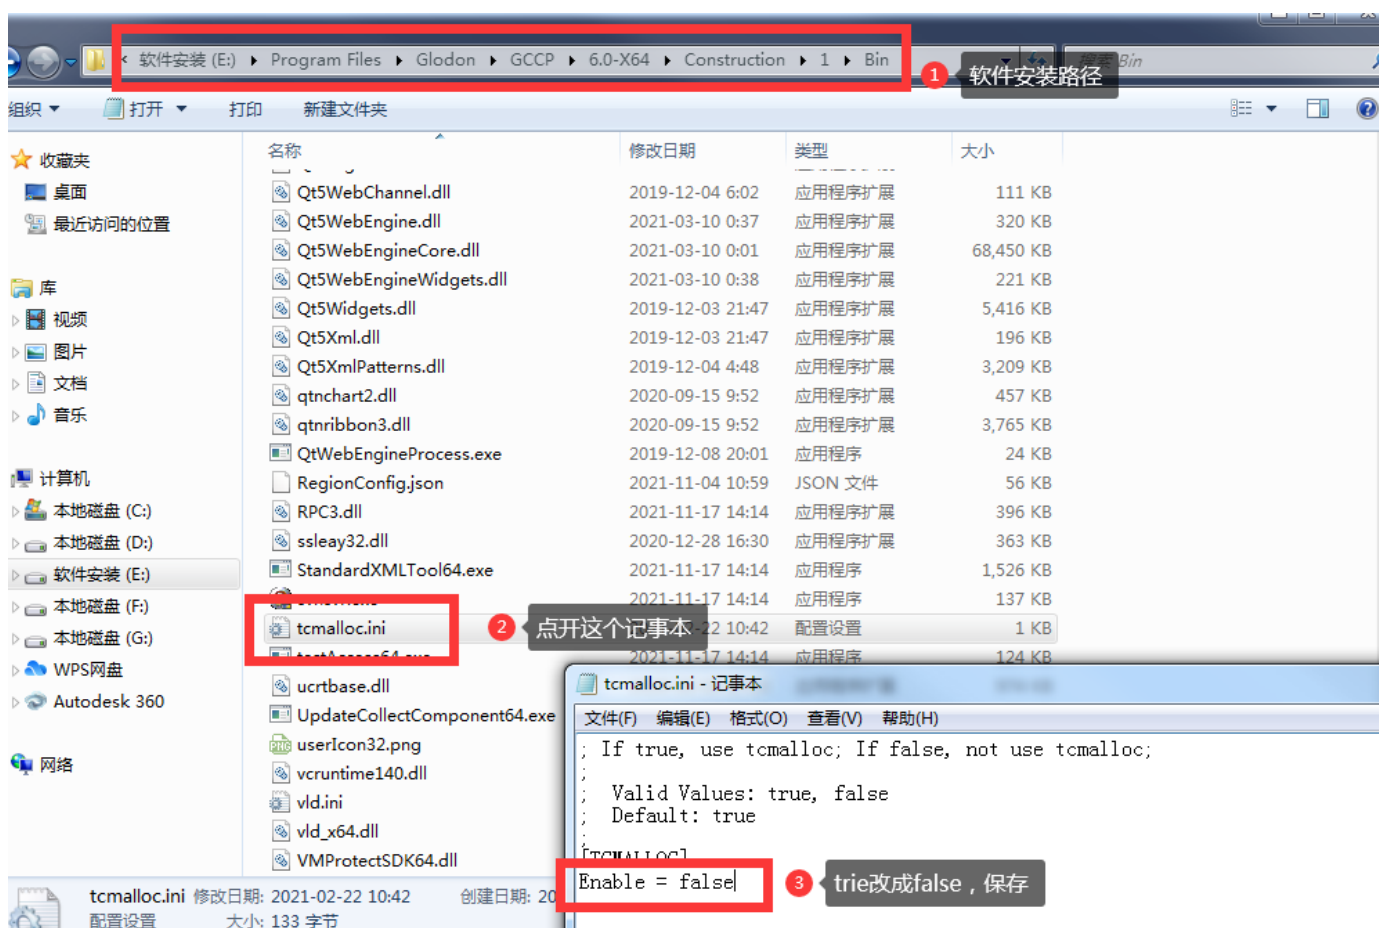 软件安装 (E:) ▸ Program Files ▸ Glodon ▸ GCCP ▸ 6.0-X64 ▸ Construction ▸ 1 ▸ Bin
Bin
1 软件安装路径
组织 打开 打印 新建文件夹
名称 修改日期 类型 大小
收藏夹
桌面
最近访问的位置
库
视频
图片
文档
音乐
计算机
本地磁盘 (C:)
本地磁盘 (D:)
软件安装 (E:)
本地磁盘 (F:)
本地磁盘 (G:)
WPS网盘
Autodesk 360
网络
Qt5WebChannel.dll 2019-12-04 6:02 应用程序扩展 111 KB
Qt5WebEngine.dll 2021-03-10 0:37 应用程序扩展 320 KB
Qt5WebEngineCore.dll 2021-03-10 0:01 应用程序扩展 68,450 KB
Qt5WebEngineWidgets.dll 2021-03-10 0:38 应用程序扩展 221 KB
Qt5Widgets.dll 2019-12-03 21:47 应用程序扩展 5,416 KB
Qt5Xml.dll 2019-12-03 21:47 应用程序扩展 196 KB
Qt5XmlPatterns.dll 2019-12-04 4:48 应用程序扩展 3,209 KB
qtnchart2.dll 2020-09-15 9:52 应用程序扩展 457 KB
qtnribbon3.dll 2020-09-15 9:52 应用程序扩展 3,765 KB
QtWebEngineProcess.exe 2019-12-08 20:01 应用程序 24 KB
RegionConfig.json 2021-11-04 10:59 JSON 文件 56 KB
RPC3.dll 2021-11-17 14:14 应用程序扩展 396 KB
ssleay32.dll 2020-12-28 16:30 应用程序扩展 363 KB
StandardXMLTool64.exe 2021-11-17 14:14 应用程序 1,526 KB
2021-11-17 14:14 应用程序 137 KB
tcmalloc.ini 22 10:42 配置设置 1 KB
2 点开这个记事本
testAccess64.exe 2021-11-17 14:14 应用程序 124 KB
ucrtbase.dll
UpdateCollectComponent64.exe
userIcon32.png
vcruntime140.dll
vld.ini
vld_x64.dll
VMProtectSDK64.dll
tcmalloc.ini - 记事本
文件(F) 编辑(E) 格式(O) 查看(V) 帮助(H)
; If true, use tcmalloc; If false, not use tcmalloc;
;
; Valid Values: true, false
; Default: true
;
[TCMALLOC]
Enable = false
3 trie改成false，保存
tcmalloc.ini 修改日期: 2021-02-22 10:42 创建日期: 20
配置设置 大小: 133 字节